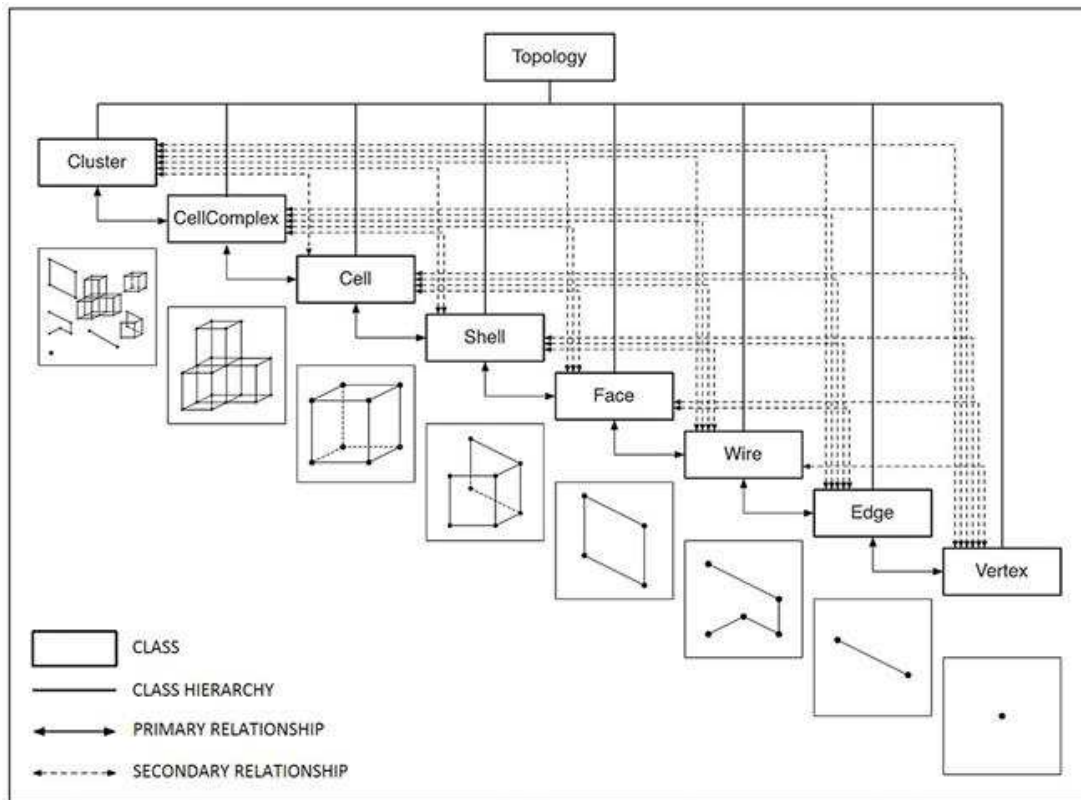 Topology
Cluster
CellComplex
Cell
Shell
Face
Wire
Edge
Vertex
CLASS
CLASS HIERARCHY
PRIMARY RELATIONSHIP
SECONDARY RELATIONSHIP